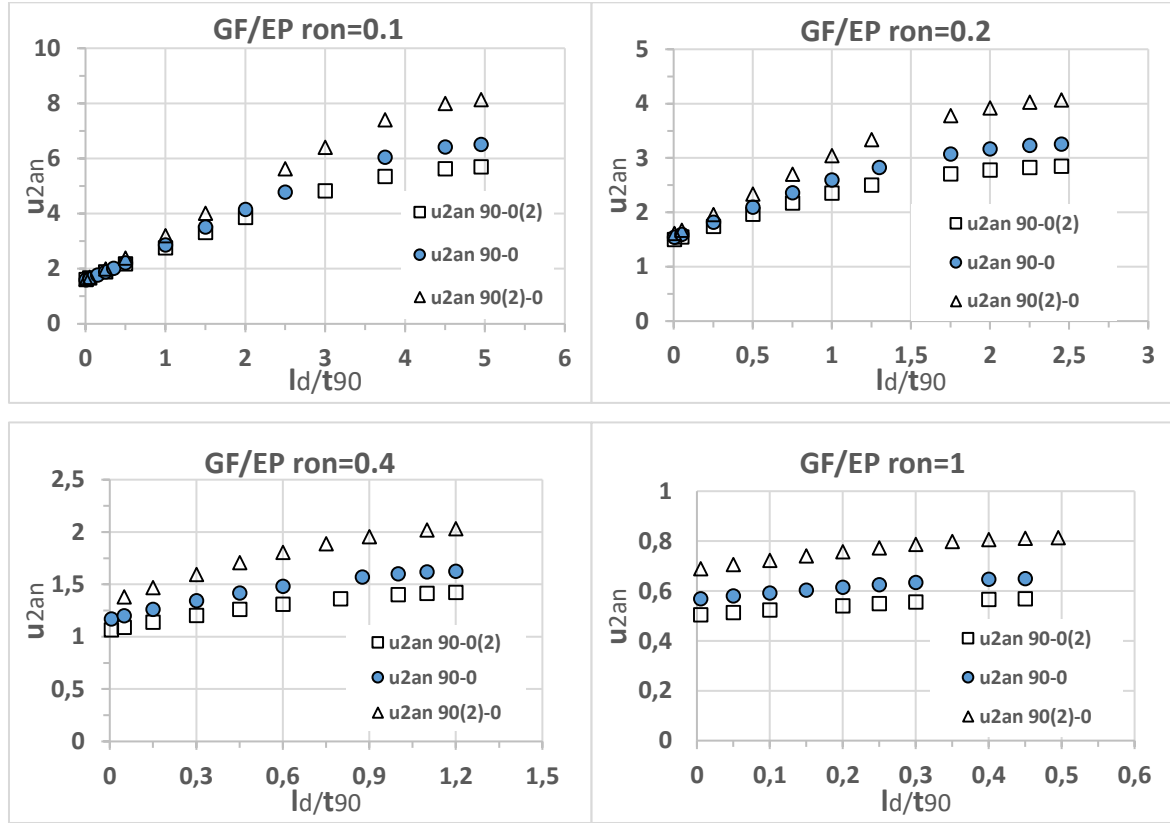 GF/EP ron=0.1
10
8
6
4
2
0
u2an
0 1 2 3 4 5 6
ld/t90
u2an 90-0(2)
u2an 90-0
u2an 90(2)-0
GF/EP ron=0.2
5
4
3
2
1
0
u2an
0 0,5 1 1,5 2 2,5 3
ld/t90
u2an 90-0(2)
u2an 90-0
u2an 90(2)-0
GF/EP ron=0.4
2,5
2
1,5
1
0,5
0
u2an
0 0,3 0,6 0,9 1,2 1,5
ld/t90
u2an 90-0(2)
u2an 90-0
u2an 90(2)-0
GF/EP ron=1
1
0,8
0,6
0,4
0,2
0
u2an
0 0,1 0,2 0,3 0,4 0,5 0,6
ld/t90
u2an 90-0(2)
u2an 90-0
u2an 90(2)-0